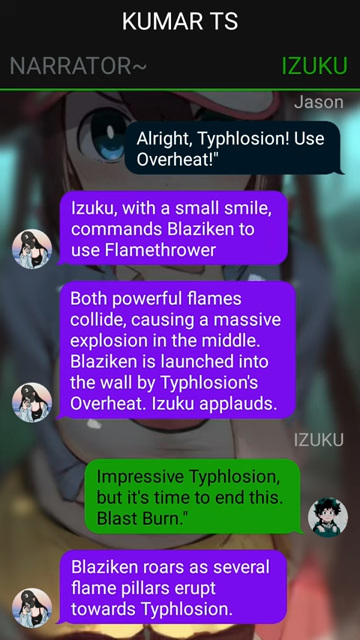 KUMAR TS
NARRATOR~ IZUKU
Jason
Alright, Typhlosion! Use
Overheat!"
Izuku, with a small smile,
commands Blaziken to
use Flamethrower
Both powerful flames
collide, causing a massive
explosion in the middle.
Blaziken is launched into
the wall by Typhlosion's
Overheat. Izuku applauds.
IZUKU
Impressive Typhlosion,
but it's time to end this.
Blast Burn."
Blaziken roars as several
flame pillars erupt
towards Typhlosion.